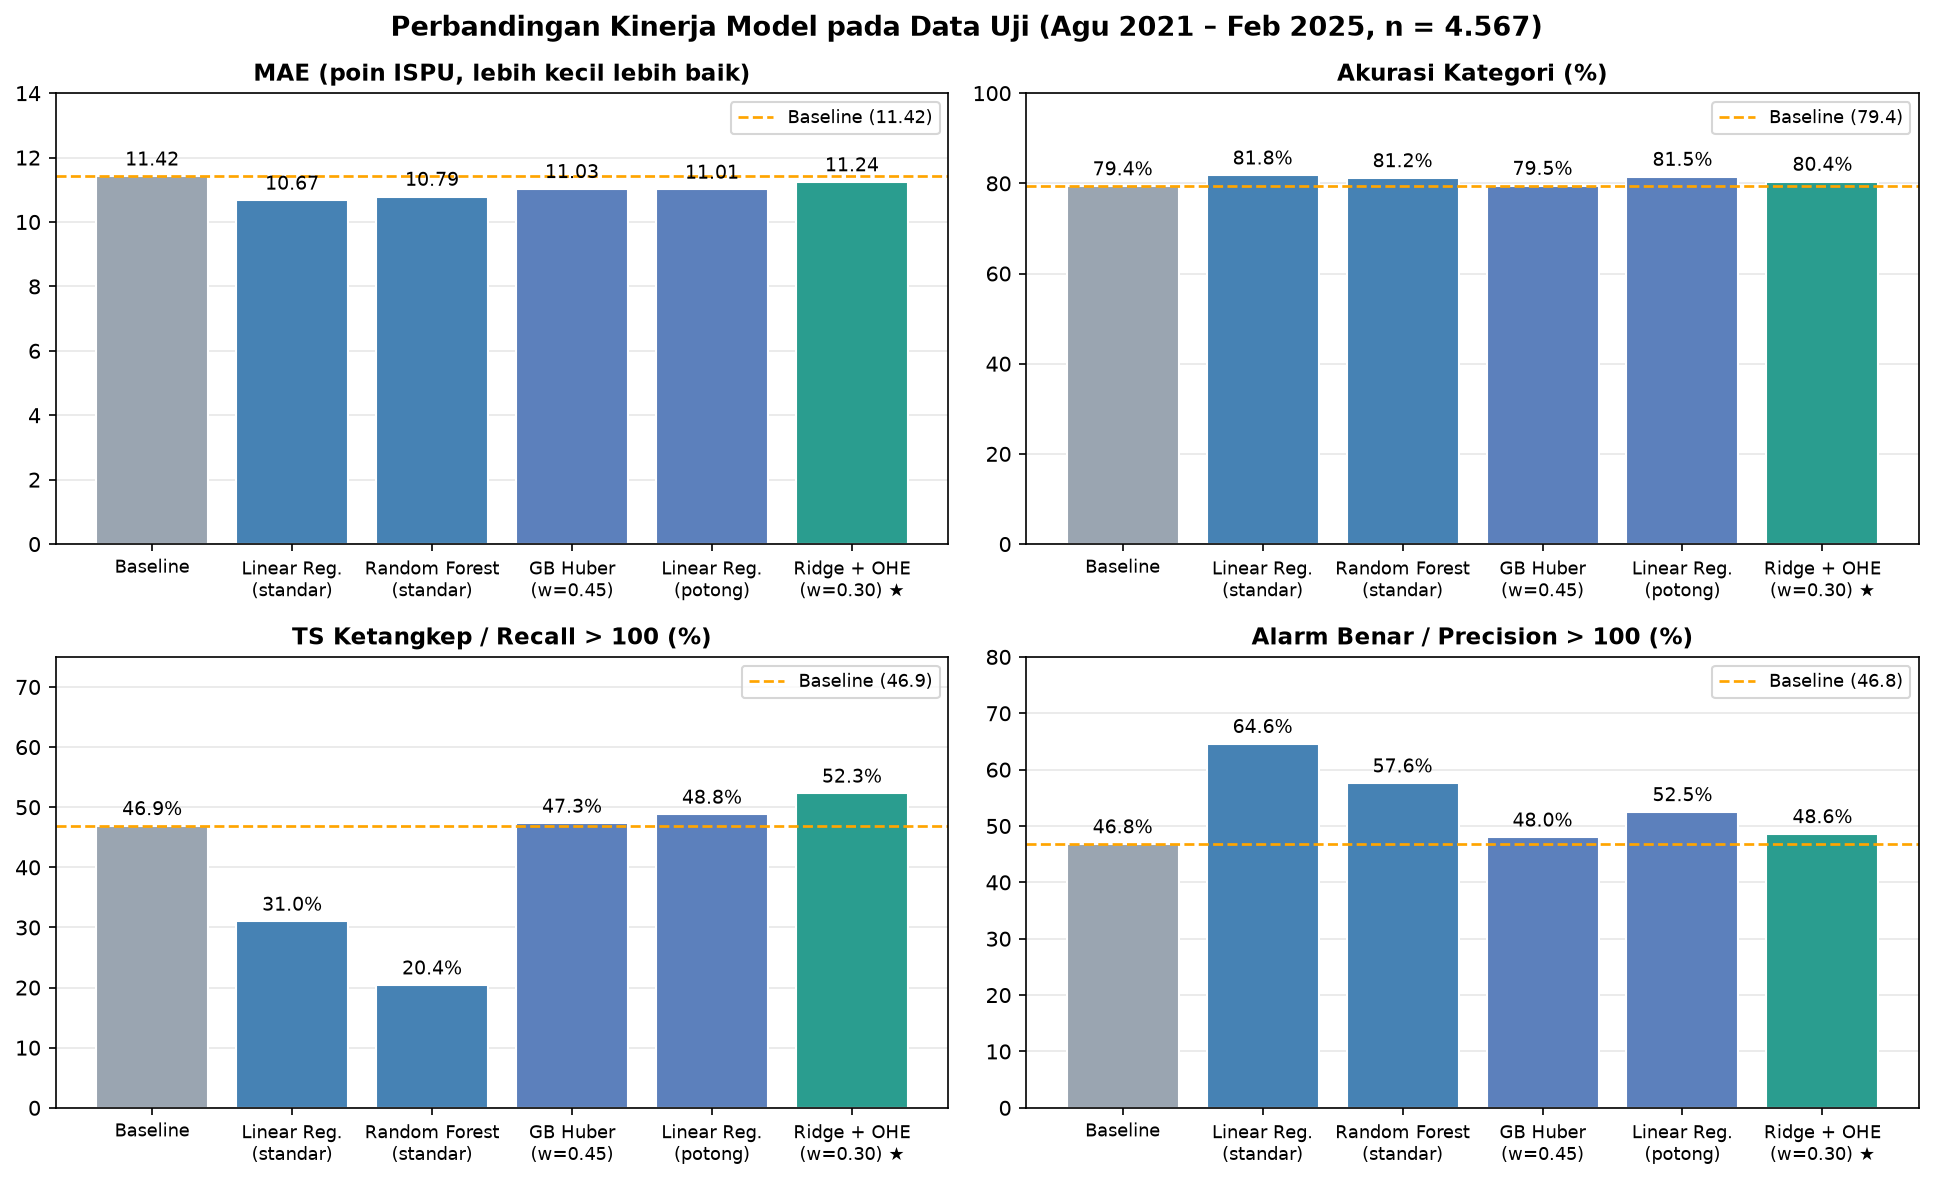 Perbandingan Kinerja Model pada Data Uji (Agu 2021 – Feb 2025, n = 4.567)
MAE (poin ISPU, lebih kecil lebih baik)
14
12
10
8
6
4
2
0
Baseline (11.42)
11.42
10.67
10.79
11.03
11.01
11.24
Baseline
Linear Reg.
(standar)
Random Forest
(standar)
GB Huber
(w=0.45)
Linear Reg.
(potong)
Ridge + OHE
(w=0.30) ★
Akurasi Kategori (%)
100
80
60
40
20
0
Baseline (79.4)
79.4%
81.8%
81.2%
79.5%
81.5%
80.4%
Baseline
Linear Reg.
(standar)
Random Forest
(standar)
GB Huber
(w=0.45)
Linear Reg.
(potong)
Ridge + OHE
(w=0.30) ★
TS Ketangkep / Recall > 100 (%)
70
60
50
40
30
20
10
0
Baseline (46.9)
46.9%
31.0%
20.4%
47.3%
48.8%
52.3%
Baseline
Linear Reg.
(standar)
Random Forest
(standar)
GB Huber
(w=0.45)
Linear Reg.
(potong)
Ridge + OHE
(w=0.30) ★
Alarm Benar / Precision > 100 (%)
80
70
60
50
40
30
20
10
0
Baseline (46.8)
46.8%
64.6%
57.6%
48.0%
52.5%
48.6%
Baseline
Linear Reg.
(standar)
Random Forest
(standar)
GB Huber
(w=0.45)
Linear Reg.
(potong)
Ridge + OHE
(w=0.30) ★